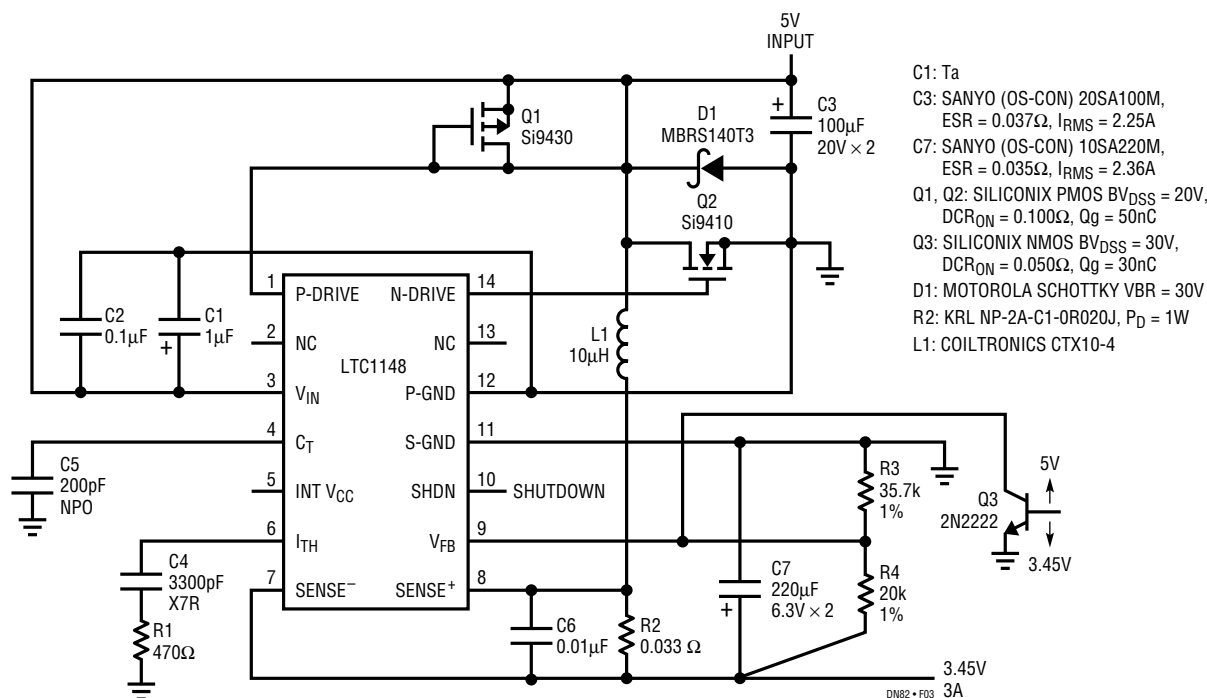 5V
INPUT
Q1
Si9430
D1
MBRS140T3
+
C3
100µF
20V × 2
Q2
Si9410
C1: Ta
C3: SANYO (OS-CON) 20SA100M,
ESR = 0.037Ω, IRMS = 2.25A
C7: SANYO (OS-CON) 10SA220M,
ESR = 0.035Ω, IRMS = 2.36A
Q1, Q2: SILICONIX PMOS BVDSS = 20V,
DCRON = 0.100Ω, Qg = 50nC
Q3: SILICONIX NMOS BVDSS = 30V,
DCRON = 0.050Ω, Qg = 30nC
D1: MOTOROLA SCHOTTKY VBR = 30V
R2: KRL NP-2A-C1-0R020J, PD = 1W
L1: COILTRONICS CTX10-4
C2
0.1µF
C1
1µF
+
LTC1148
1 P-DRIVE
2 NC
3 VIN
4 CT
5 INT VCC
6 ITH
7 SENSE–
N-DRIVE 14
NC 13
P-GND 12
S-GND 11
SHDN 10 SHUTDOWN
VFB 9
SENSE+ 8
L1
10µH
C5
200pF
NPO
C4
3300pF
X7R
R1
470Ω
C6
0.01µF
R2
0.033 Ω
C7
220µF
6.3V × 2
+
R3
35.7k
1%
R4
20k
1%
Q3
2N2222
5V
3.45V
3.45V
3A
DN82 • F03